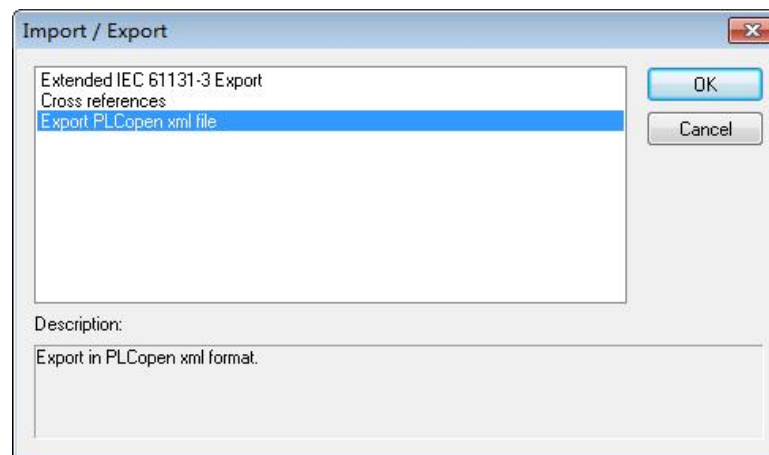 Import / Export
Extended IEC 61131-3 Export
Cross references
Export PLCopen xml file
OK
Cancel
Description:
Export in PLCopen xml format.